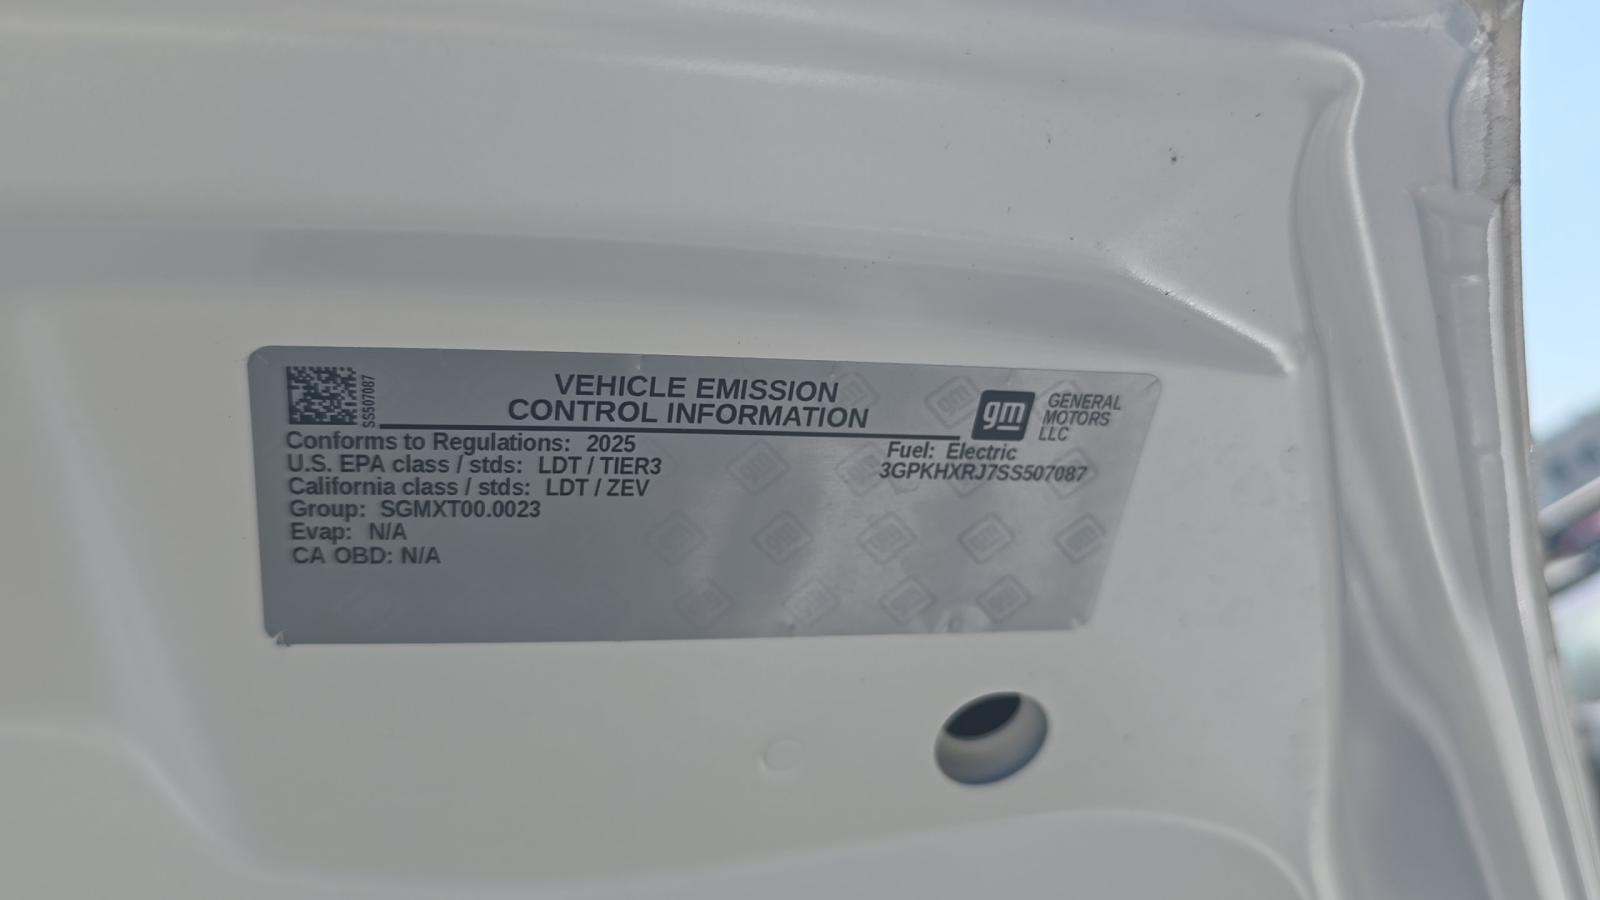 SS507087
VEHICLE EMISSION
CONTROL INFORMATION
gm
GENERAL
MOTORS
LLC
Conforms to Regulations: 2025
U.S. EPA class / stds: LDT / TIER3
California class / stds: LDT / ZEV
Group: SGMXT00.0023
Evap: N/A
CA OBD: N/A
Fuel: Electric
3GPKHXRJ7SS507087